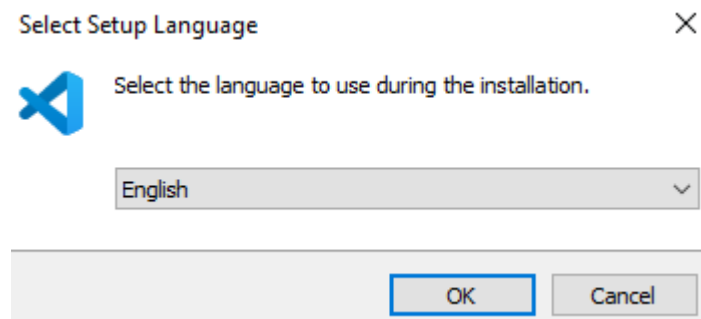 Select Setup Language
Select the language to use during the installation.
English
OK Cancel